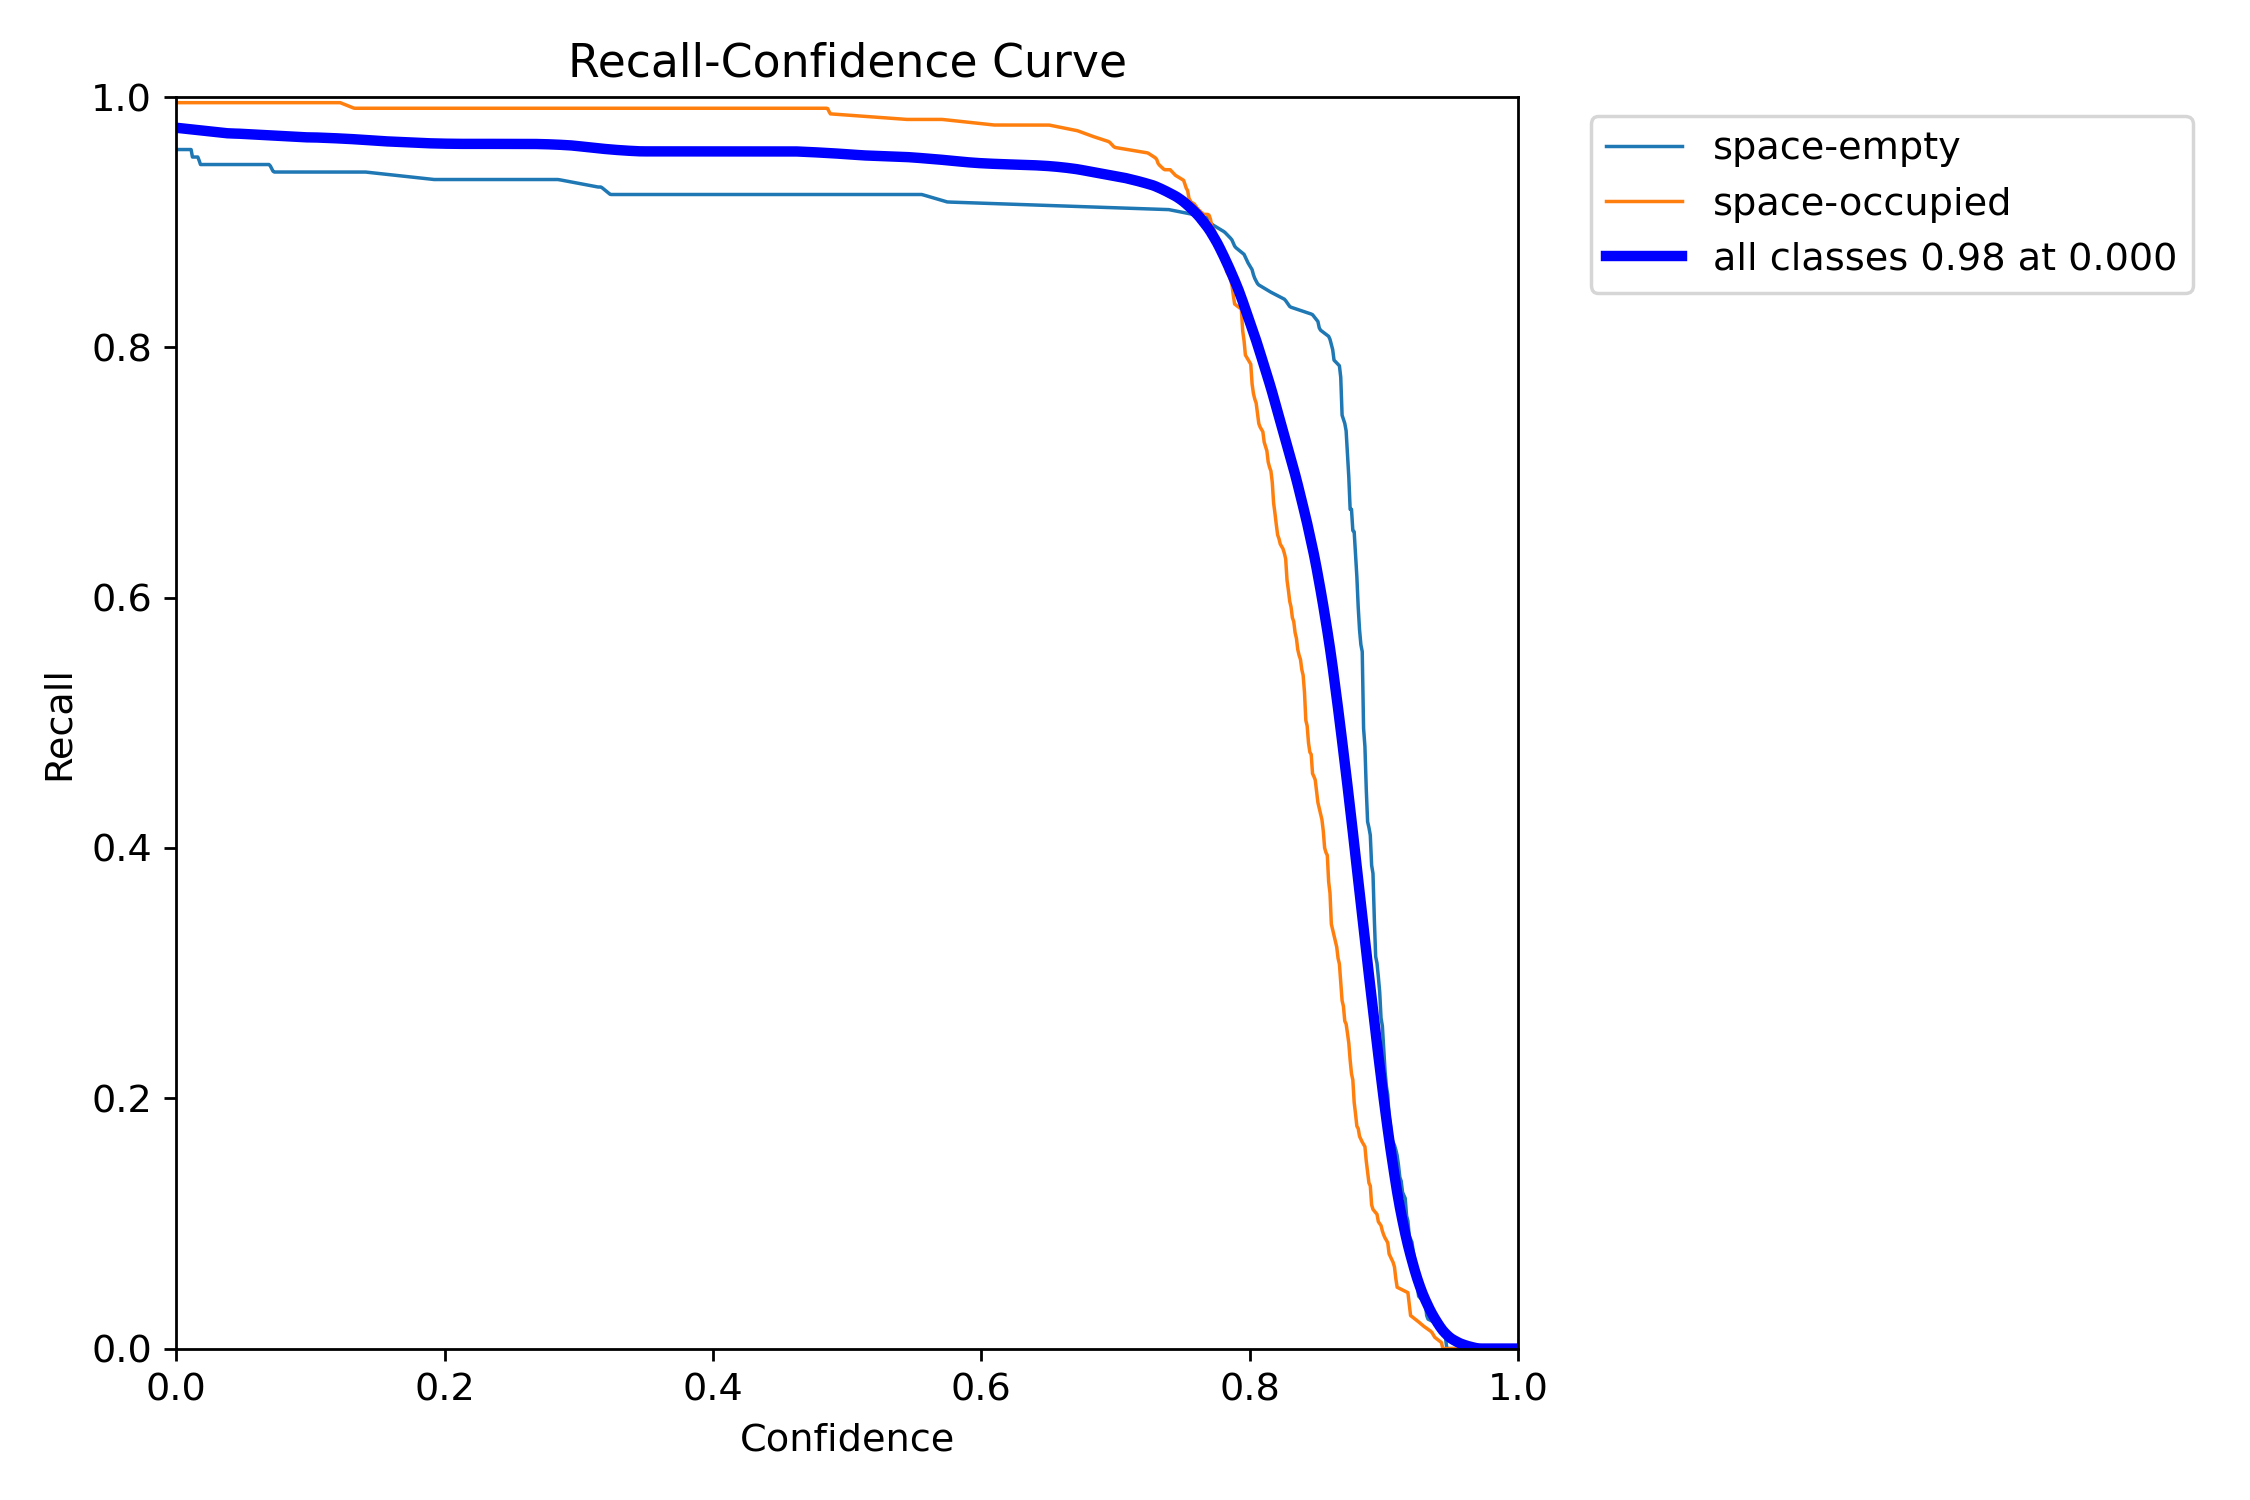 Recall-Confidence Curve
1.0
0.8
0.6
0.4
0.2
0.0
Recall
0.0 0.2 0.4 0.6 0.8 1.0
Confidence
space-empty
space-occupied
all classes 0.98 at 0.000